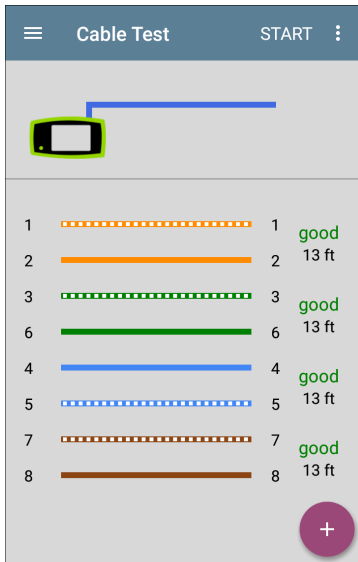 Cable Test START
1 1 good
2 2 13 ft
3 3 good
6 6 13 ft
4 4 good
5 5 13 ft
7 7 good
8 8 13 ft
+